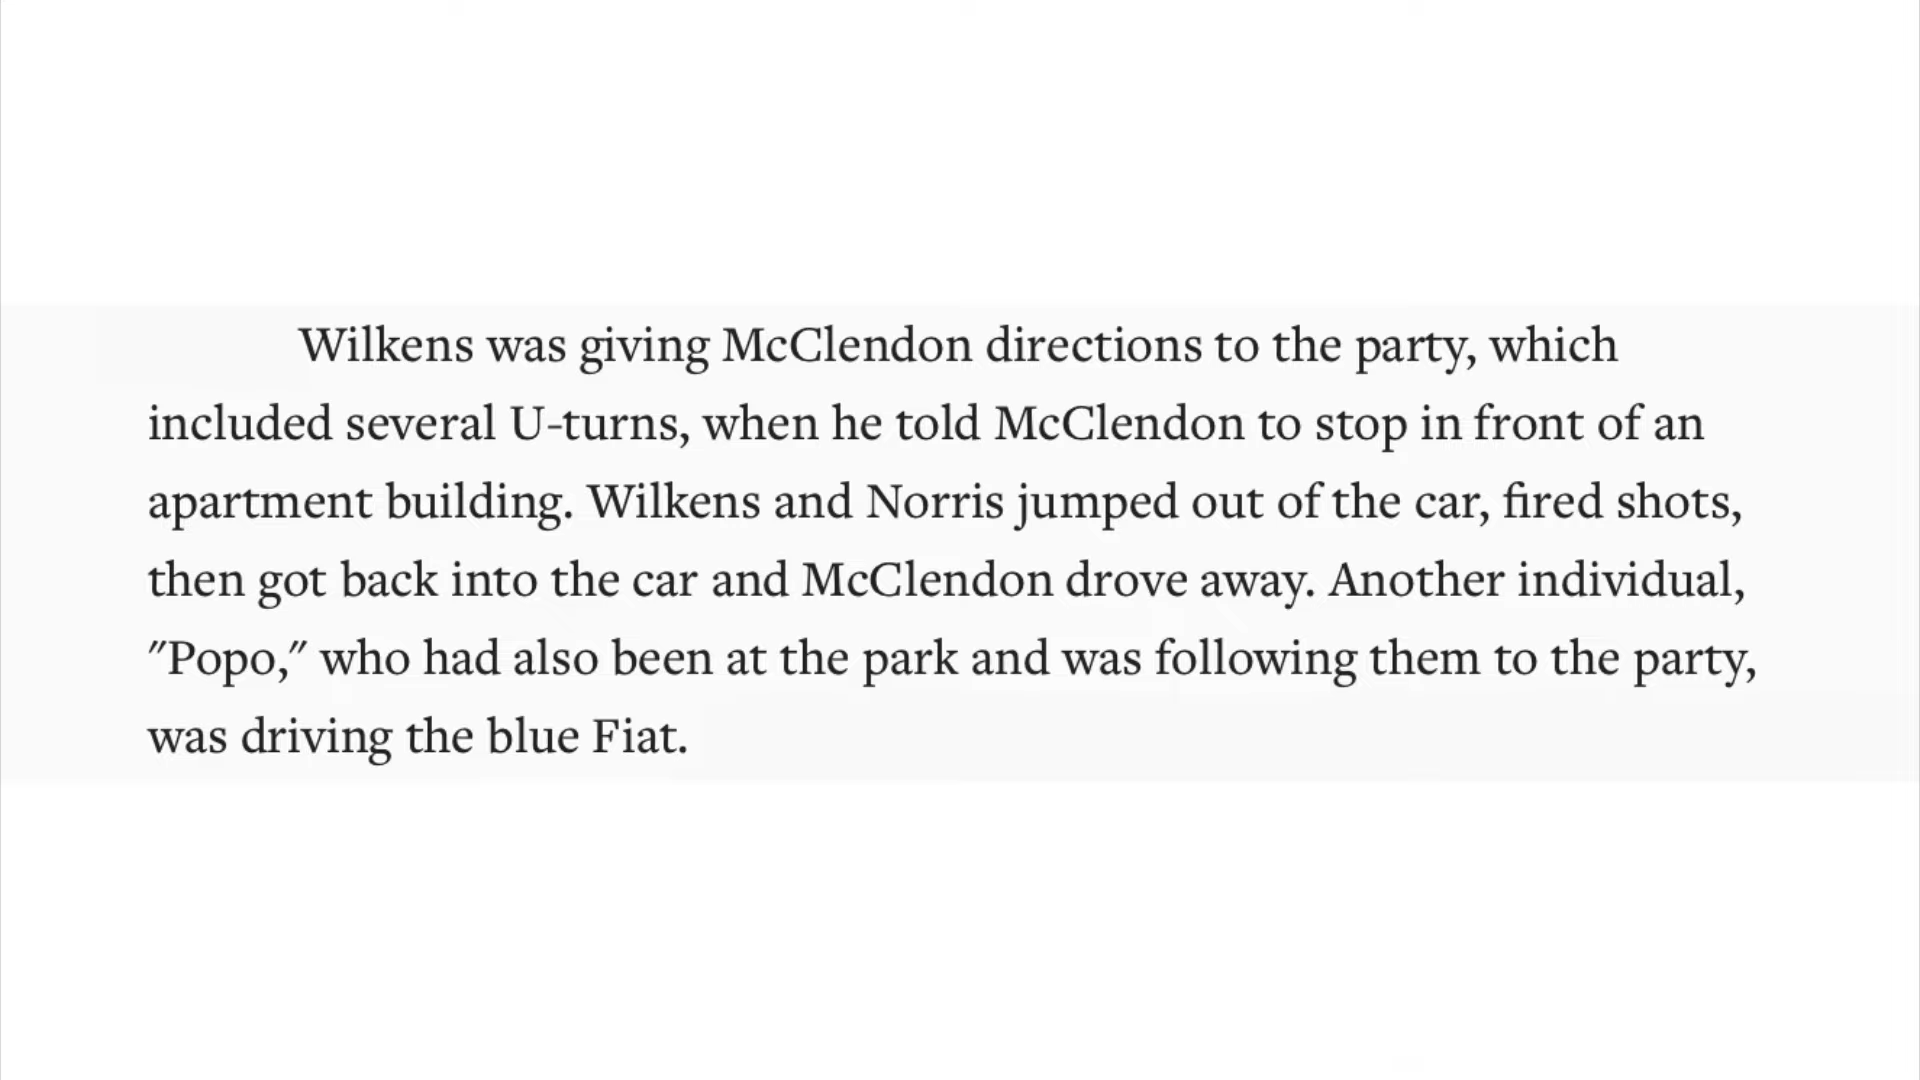 Wilkens was giving McClendon directions to the party, which
included several U-turns, when he told McClendon to stop in front of an
apartment building. Wilkens and Norris jumped out of the car, fired shots,
then got back into the car and McClendon drove away. Another individual,
"Popo," who had also been at the park and was following them to the party,
was driving the blue Fiat.